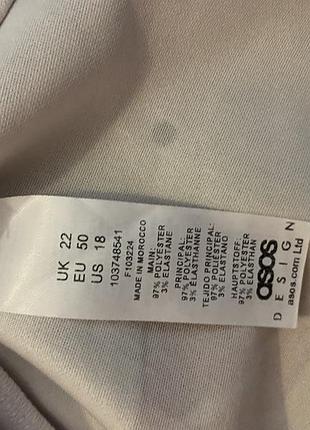 UK 22
EU 50
US 18
103748541
F103224
MADE IN MOROCCO
MAIN:
97% POLYESTER
3% ELASTANE
PRINCIPAL:
97% POLYESTER
3% ELASTHANNE
TEJIDO PRINCIPAL:
97% POLIÉSTER
3% ELASTANO
HAUPTSTOFF:
97% POLYESTER
3% ELASTHAN
asos
DESIGN
asos.com Ltd